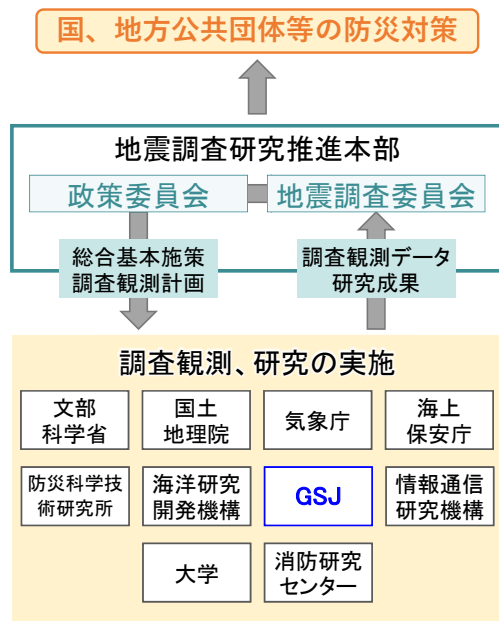 国、地方公共団体等の防災対策
地震調査研究推進本部
政策委員会
地震調査委員会
総合基本施策
調査観測計画
調査観測データ
研究成果
調査観測、研究の実施
文部
科学省
国土
地理院
気象庁
海上
保安庁
防災科学技
術研究所
海洋研究
開発機構
GSJ
情報通信
研究機構
大学
消防研究
センター